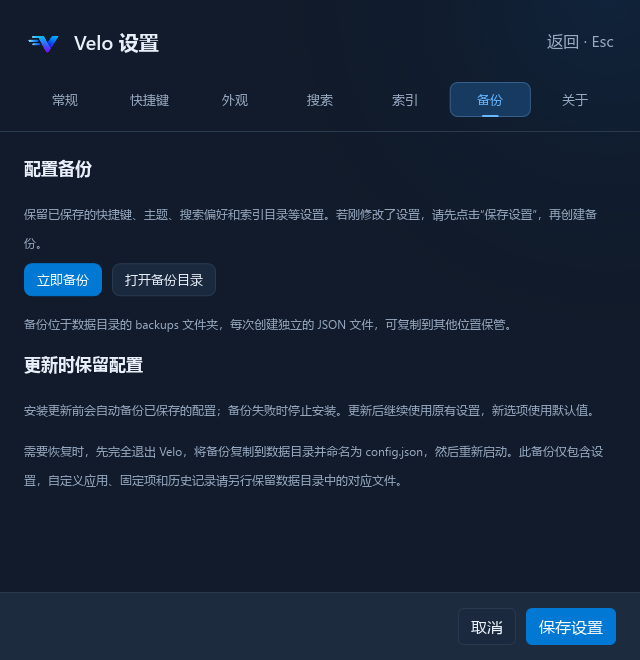 Velo 设置
返回 · Esc
常规
快捷键
外观
搜索
索引
备份
关于
配置备份
保留已保存的快捷键、主题、搜索偏好和索引目录等设置。若刚修改了设置，请先点击“保存设置”，再创建备
份。
立即备份
打开备份目录
备份位于数据目录的 backups 文件夹，每次创建独立的 JSON 文件，可复制到其他位置保管。
更新时保留配置
安装更新前会自动备份已保存的配置；备份失败时停止安装。更新后继续使用原有设置，新选项使用默认值。
需要恢复时，先完全退出 Velo，将备份复制到数据目录并命名为 config.json，然后重新启动。此备份仅包含设
置，自定义应用、固定项和历史记录请另行保留数据目录中的对应文件。
取消
保存设置